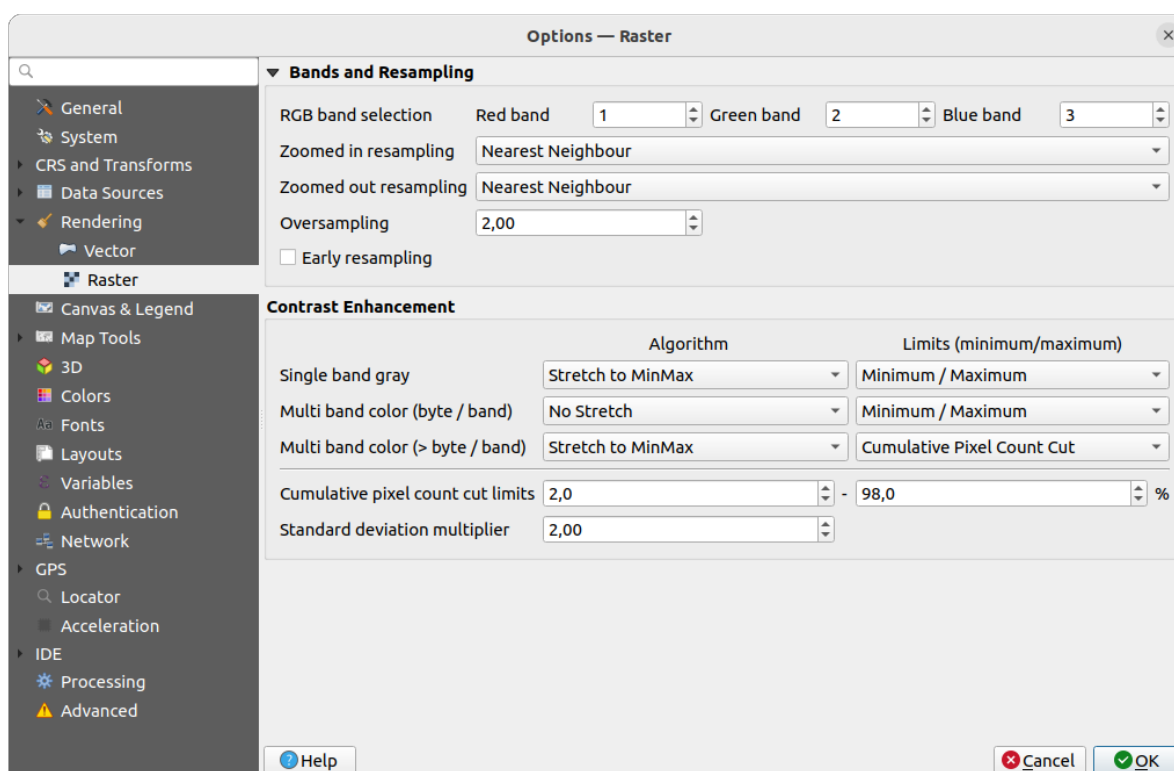 Options — Raster
General
System
CRS and Transforms
Data Sources
Rendering
Vector
Raster
Canvas & Legend
Map Tools
3D
Colors
Fonts
Layouts
Variables
Authentication
Network
GPS
Locator
Acceleration
IDE
Processing
Advanced
Bands and Resampling
RGB band selection Red band 1 Green band 2 Blue band 3
Zoomed in resampling Nearest Neighbour
Zoomed out resampling Nearest Neighbour
Oversampling 2,00
Early resampling
Contrast Enhancement
Algorithm Limits (minimum/maximum)
Single band gray Stretch to MinMax Minimum / Maximum
Multi band color (byte / band) No Stretch Minimum / Maximum
Multi band color (> byte / band) Stretch to MinMax Cumulative Pixel Count Cut
Cumulative pixel count cut limits 2,0 - 98,0 %
Standard deviation multiplier 2,00
Help Cancel OK